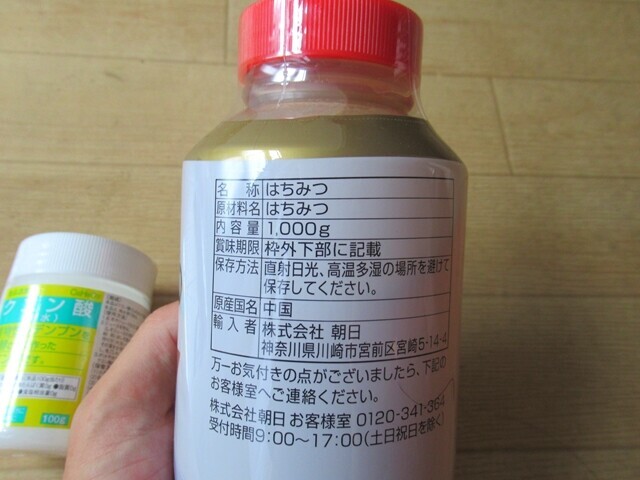 名称 はちみつ
原材料名 はちみつ
内容量 1,000g
賞味期限 枠外下部に記載
保存方法 直射日光、高温多湿の場所を避けて
保存してください。
原産国名 中国
輸入者 株式会社 朝日
神奈川県川崎市宮前区宮崎5-14-4
万一お気付きの点がございましたら、下記の
お客様室へご連絡ください。
株式会社朝日お客様室 0120-341-364
受付時間9:00〜17:00(土日祝日を除く)
クエン酸
デンプン
100g